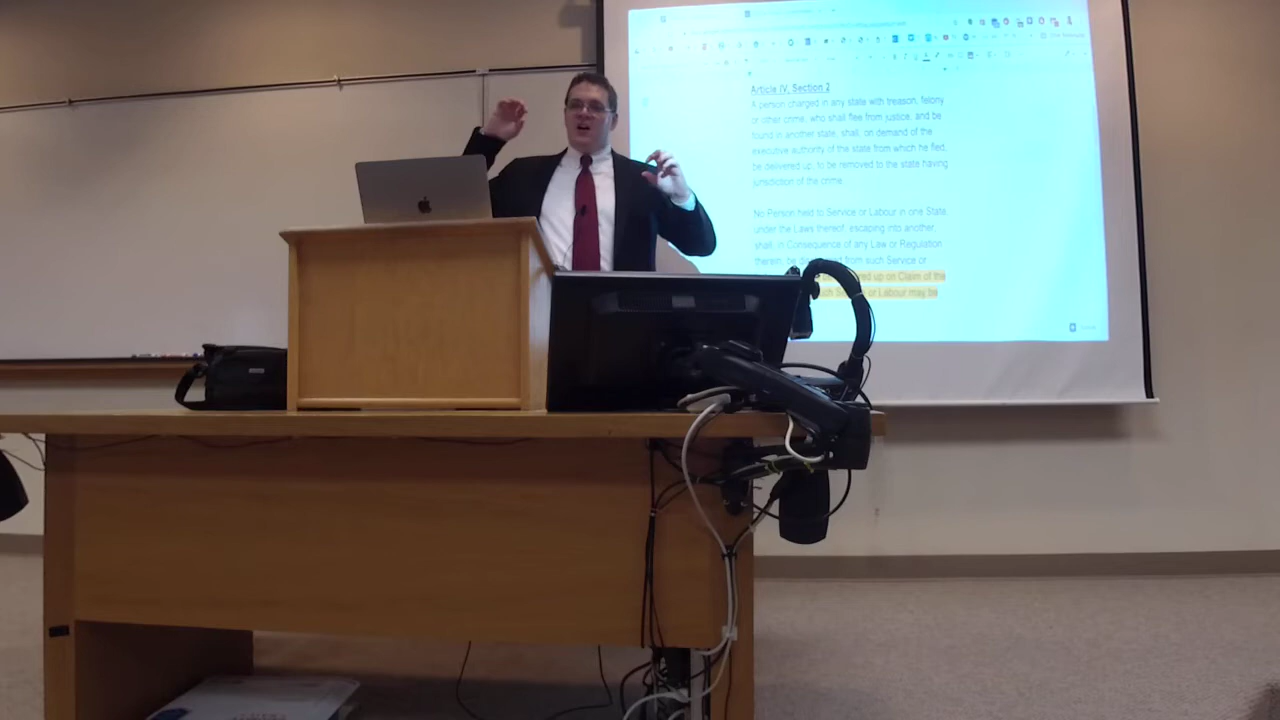 Article IV, Section 2
A person charged in any state with treason, felony
or other crime, who shall flee from justice, and be
found in another state, shall, on demand of the
executive authority of the state from which he fled,
be delivered up, to be removed to the state having
jurisdiction of the crime.
No Person held to Service or Labour in one State,
under the Laws thereof, escaping into another,
shall, in Consequence of any Law or Regulation
therein, be from such Service or
up on Claim of the
or Labour may be